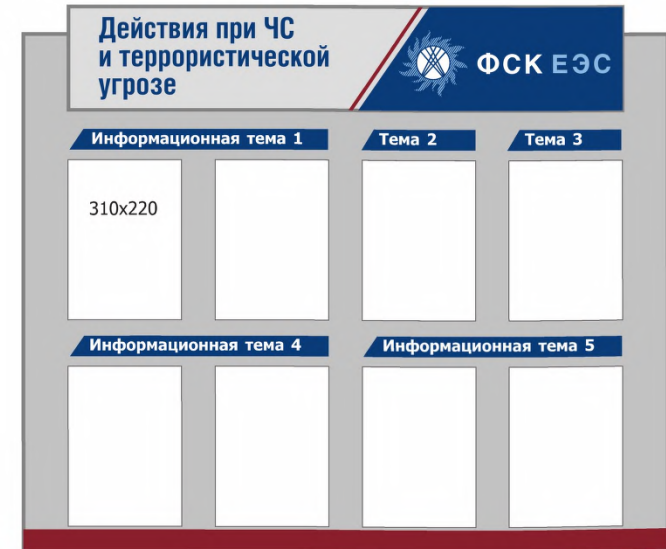 Действия при ЧС
и террористической
угрозе
ФСК ЕЭС
Информационная тема 1
Тема 2
Тема 3
310х220
Информационная тема 4
Информационная тема 5